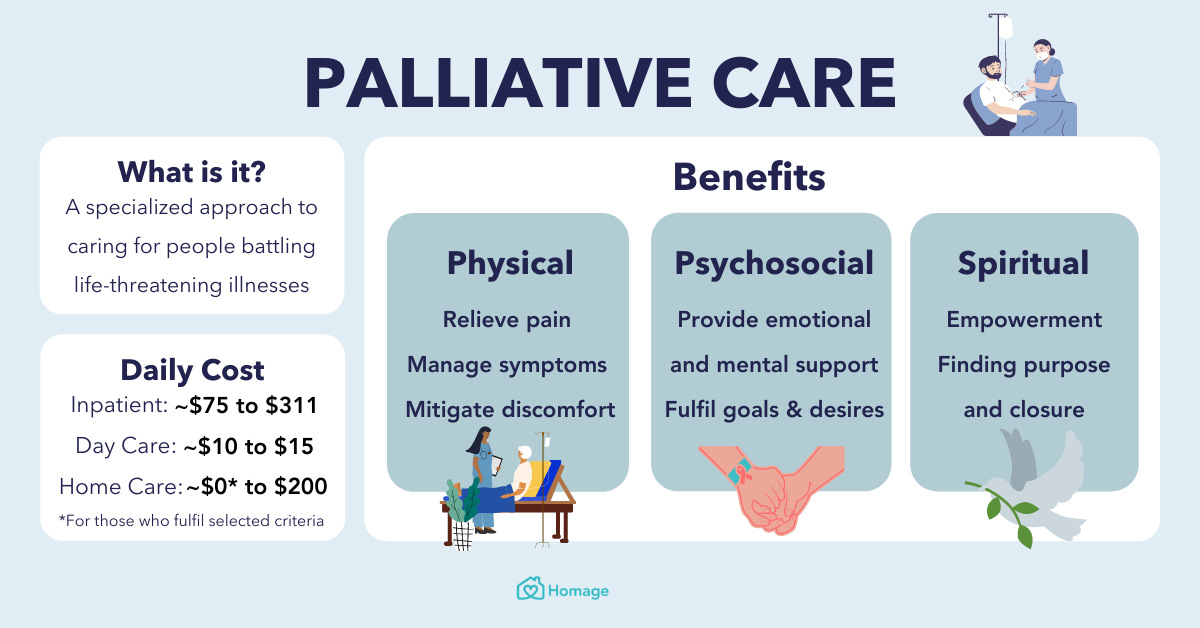 PALLIATIVE CARE
What is it?
A specialized approach to
caring for people battling
life-threatening illnesses
Daily Cost
Inpatient: ~$75 to $311
Day Care: ~$10 to $15
Home Care: ~$0* to $200
*For those who fulfil selected criteria
Benefits
Physical
Relieve pain
Manage symptoms
Mitigate discomfort
Psychosocial
Provide emotional
and mental support
Fulfil goals & desires
Spiritual
Empowerment
Finding purpose
and closure
Homage